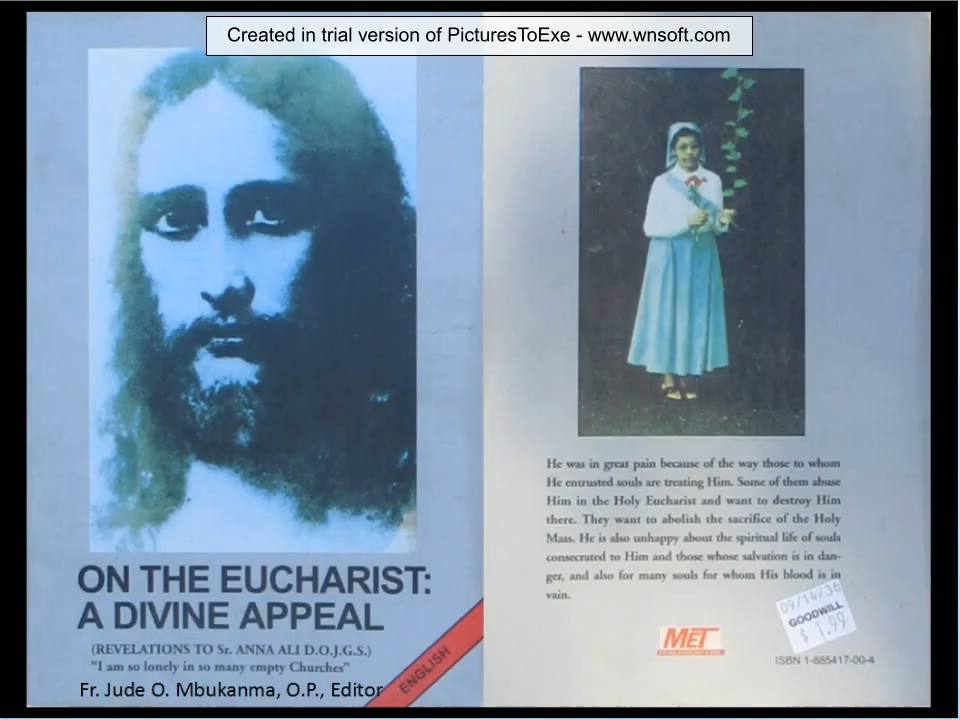 Created in trial version of PicturesToExe - www.wnsoft.com
ON THE EUCHARIST:
A DIVINE APPEAL
(REVELATIONS TO Sr. ANNA ALI D.O.J.G.S.)
"I am so lonely in so many empty Churches"
Fr. Jude O. Mbukanma, O.P., Editor
ENGLISH
He was in great pain because of the way those to whom
He entrusted souls are treating Him. Some of them abuse
Him in the Holy Eucharist and want to destroy Him
there. They want to abolish the sacrifice of the Holy
Mass. He is also unhappy about the spiritual life of souls
consecrated to Him and those whose salvation is in dan-
ger, and also for many souls for whom His blood is in
vain.
09/14/36
GOODWILL
$ 1.99
MET
ISBN 1-885417-00-4